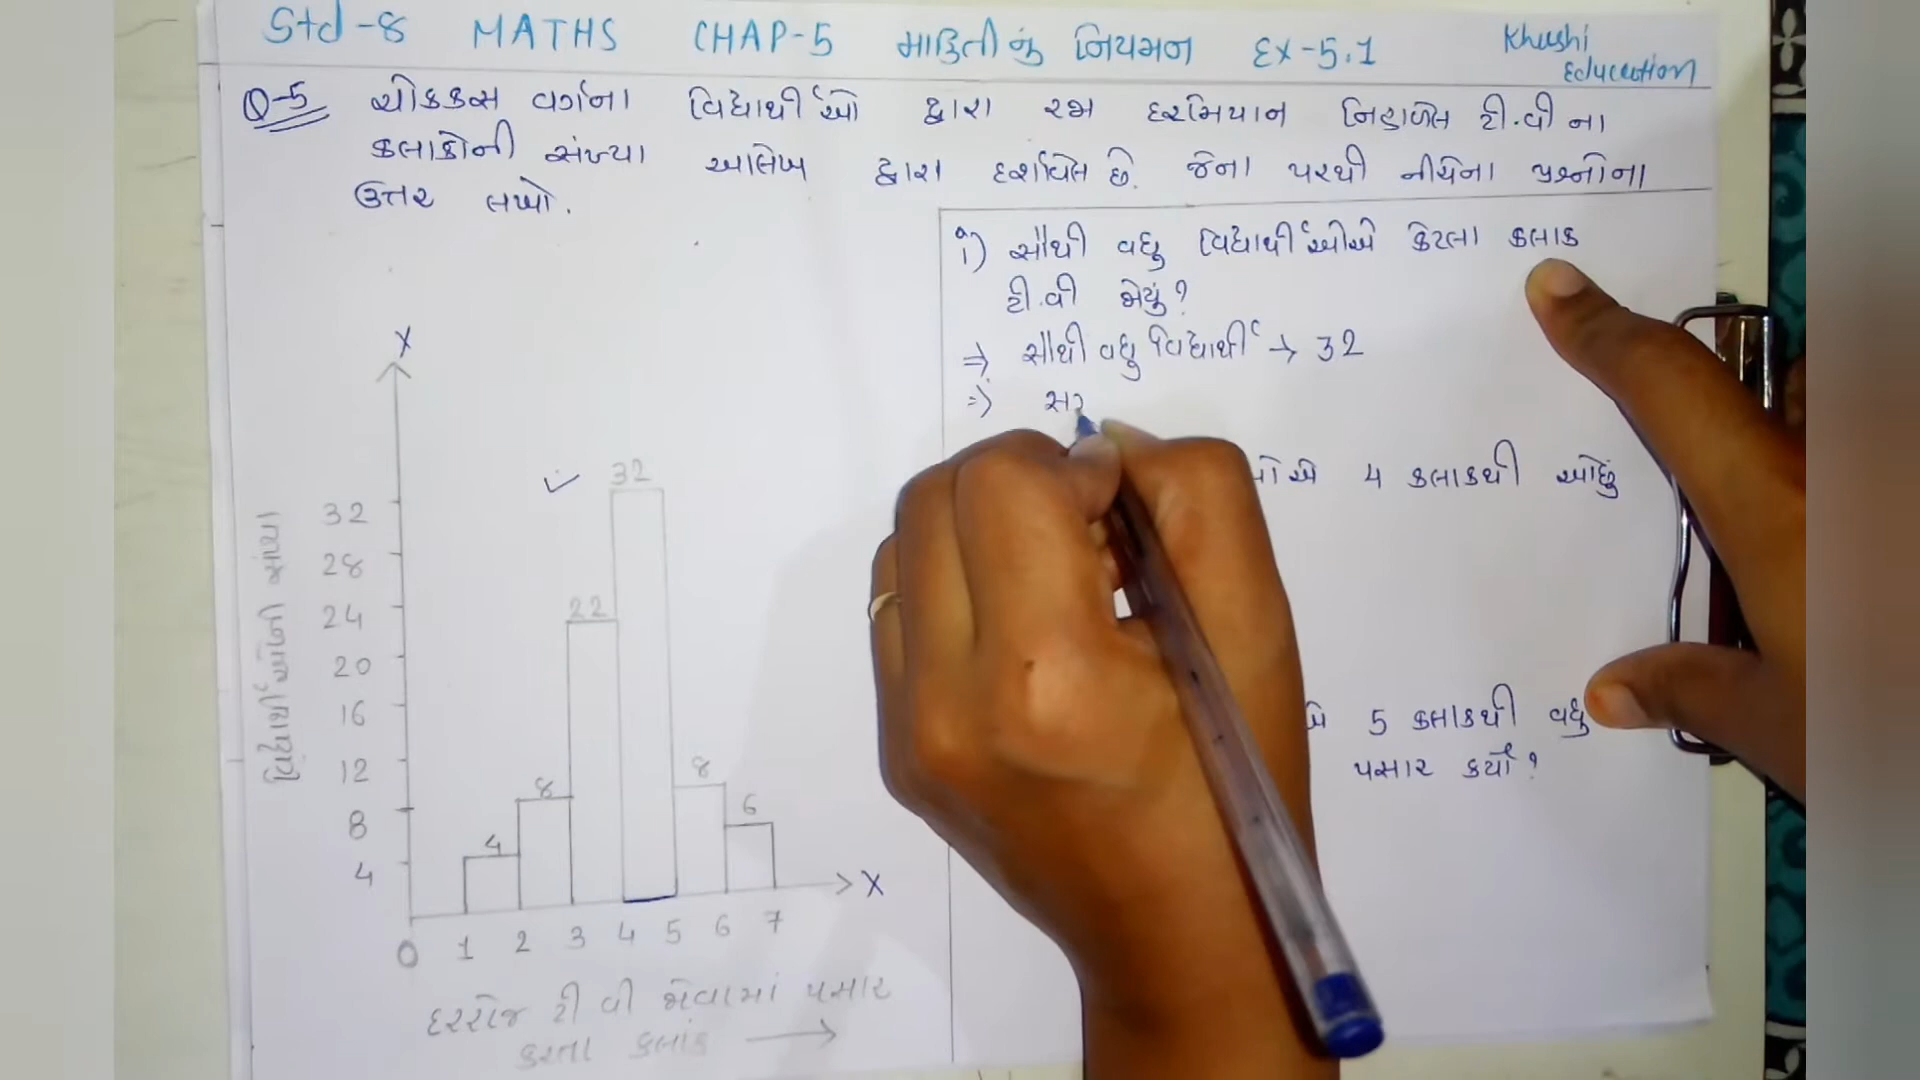 Std-8 MATHS CHAP-5 માહિતીનું નિયમન EX-5.1
Khushi
Education
Q-5 ચોક્કસ વર્ગના વિદ્યાર્થીઓ દ્વારા રજા દરમિયાન નિહાળેલ ટી.વી ના
કલાકોની સંખ્યા આલેખ દ્વારા દર્શાવેલ છે. જેના પરથી નીચેના પ્રશ્નોના
ઉત્તર લખો.
i) સૌથી વધુ વિદ્યાર્થીઓએ કેટલા કલાક
ટી.વી જોયું?
⇒ સૌથી વધુ વિદ્યાર્થી → 32
⇒
4 કલાકથી ઓછું
5 કલાકથી વધુ
પસાર કર્યો?
Y
વિદ્યાર્થીઓની સંખ્યા
32
28
24
20
16
12
8
4
4
8
22
32
8
6
X
0 1 2 3 4 5 6 7
દરરોજ ટી વી જોવામાં પસાર
કરતા કલાક →